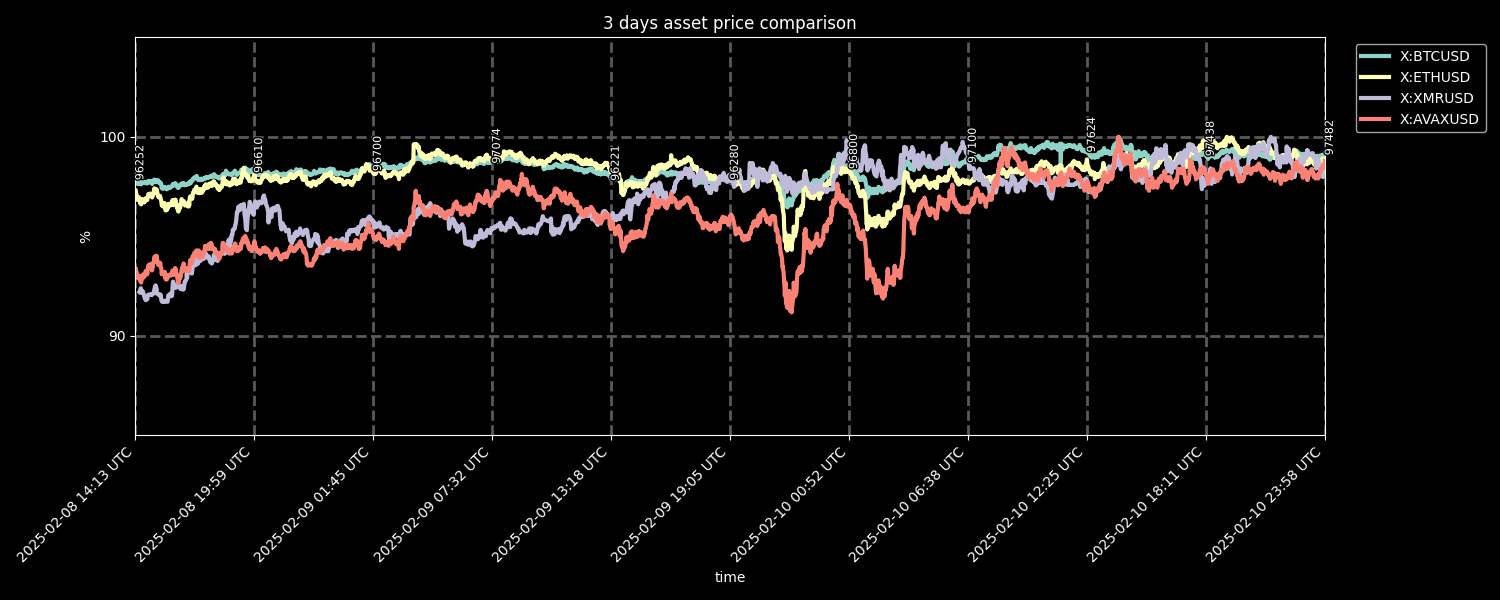 3 days asset price comparison
X:BTCUSD
X:ETHUSD
X:XMRUSD
X:AVAXUSD
100
90
%
96252
96610
96700
97074
96221
96280
96800
97100
97624
97438
97482
2025-02-08 14:13 UTC
2025-02-08 19:59 UTC
2025-02-09 01:45 UTC
2025-02-09 07:32 UTC
2025-02-09 13:18 UTC
2025-02-09 19:05 UTC
2025-02-10 00:52 UTC
2025-02-10 06:38 UTC
2025-02-10 12:25 UTC
2025-02-10 18:11 UTC
2025-02-10 23:58 UTC
time